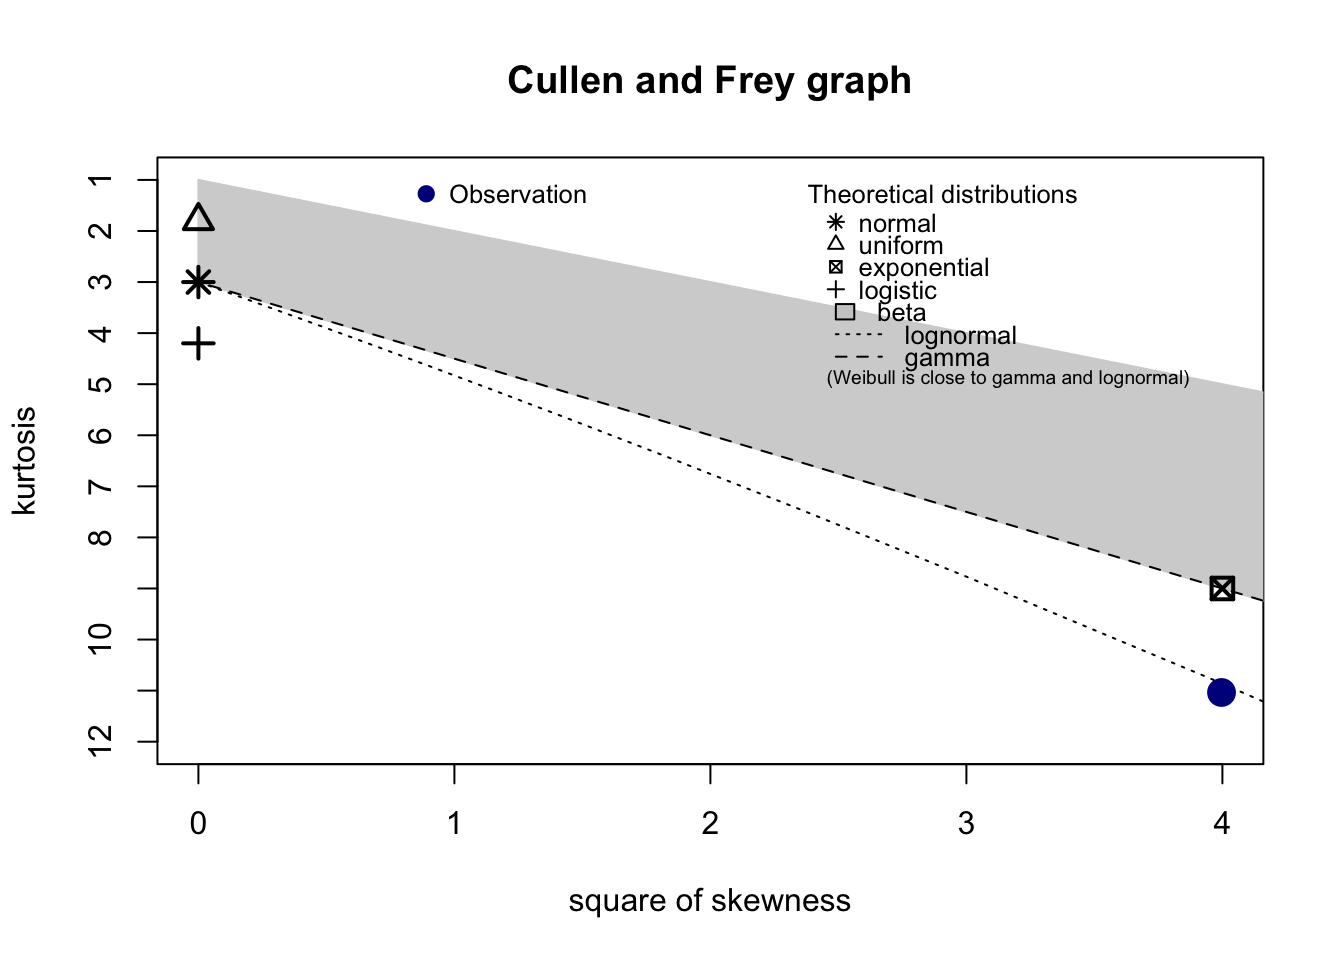 Cullen and Frey graph
Observation
Theoretical distributions
normal
uniform
exponential
logistic
beta
lognormal
gamma
(Weibull is close to gamma and lognormal)
kurtosis
1
2
3
4
5
6
7
8
10
12
0 1 2 3 4
square of skewness